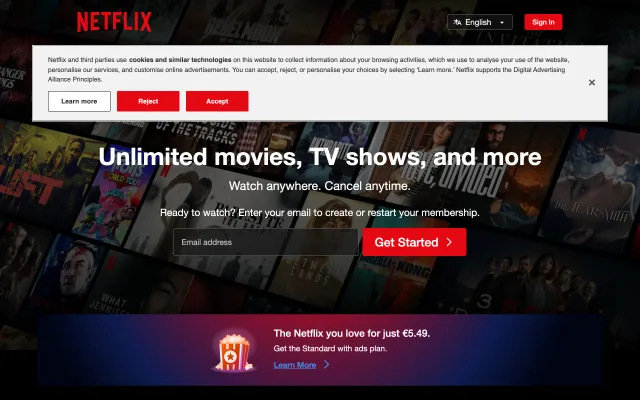 NETFLIX
English
Sign In
Netflix and third parties use cookies and similar technologies on this website to collect information about your browsing activities, which we use to analyse your use of the website,
personalise our services, and customise online advertisements. You can accept, reject, or personalise your choices by selecting 'Learn more.' Netflix supports the Digital Advertising
Alliance Principles.
Learn more
Reject
Accept
OF THE TRACKS
Unlimited movies, TV shows, and more
Watch anywhere. Cancel anytime.
Ready to watch? Enter your email to create or restart your membership.
Email address
Get Started
WHAT
JENNIFER
The Netflix you love for just €5.49.
Get the Standard with ads plan.
Learn More